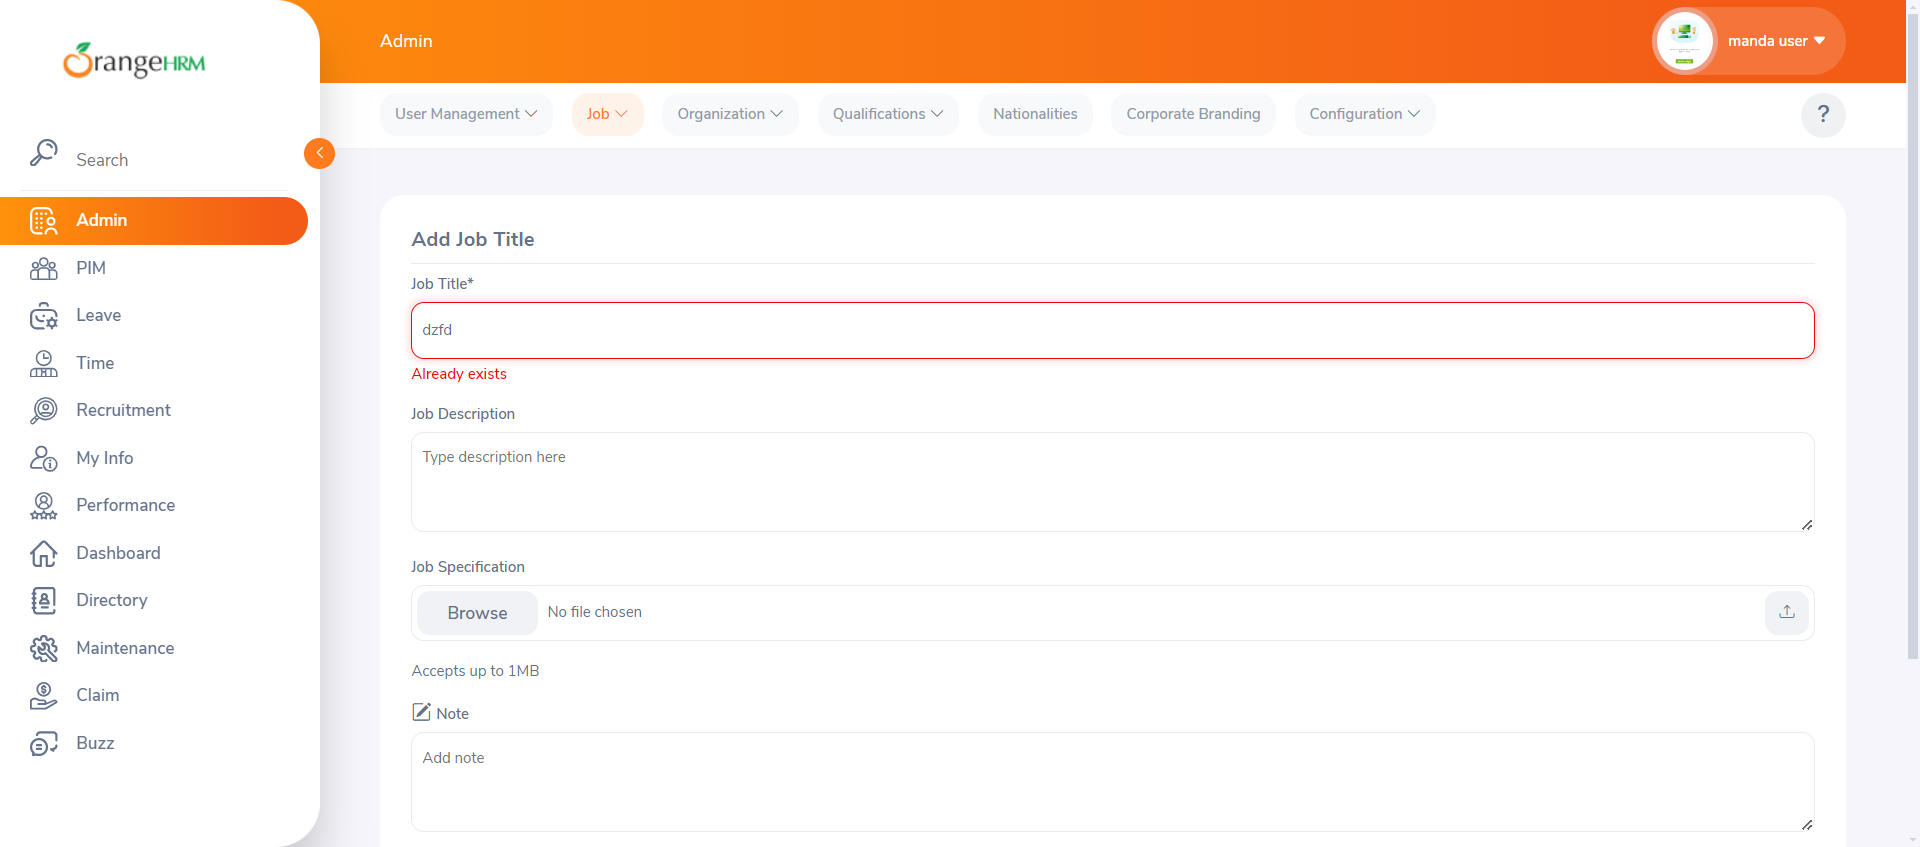 OrangeHRM
Admin
manda user
User Management
Job
Organization
Qualifications
Nationalities
Corporate Branding
Configuration
?
Search
Admin
PIM
Leave
Time
Recruitment
My Info
Performance
Dashboard
Directory
Maintenance
Claim
Buzz
Add Job Title
Job Title*
dzfd
Already exists
Job Description
Type description here
Job Specification
Browse
No file chosen
Accepts up to 1MB
Note
Add note